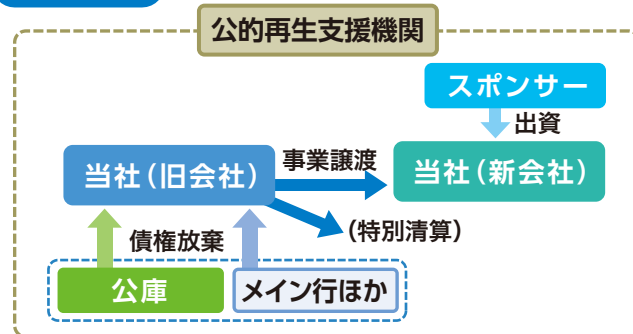 公的再生支援機関
スポンサー
出資
当社（旧会社）
事業譲渡
当社（新会社）
（特別清算）
債権放棄
公庫
メイン行ほか